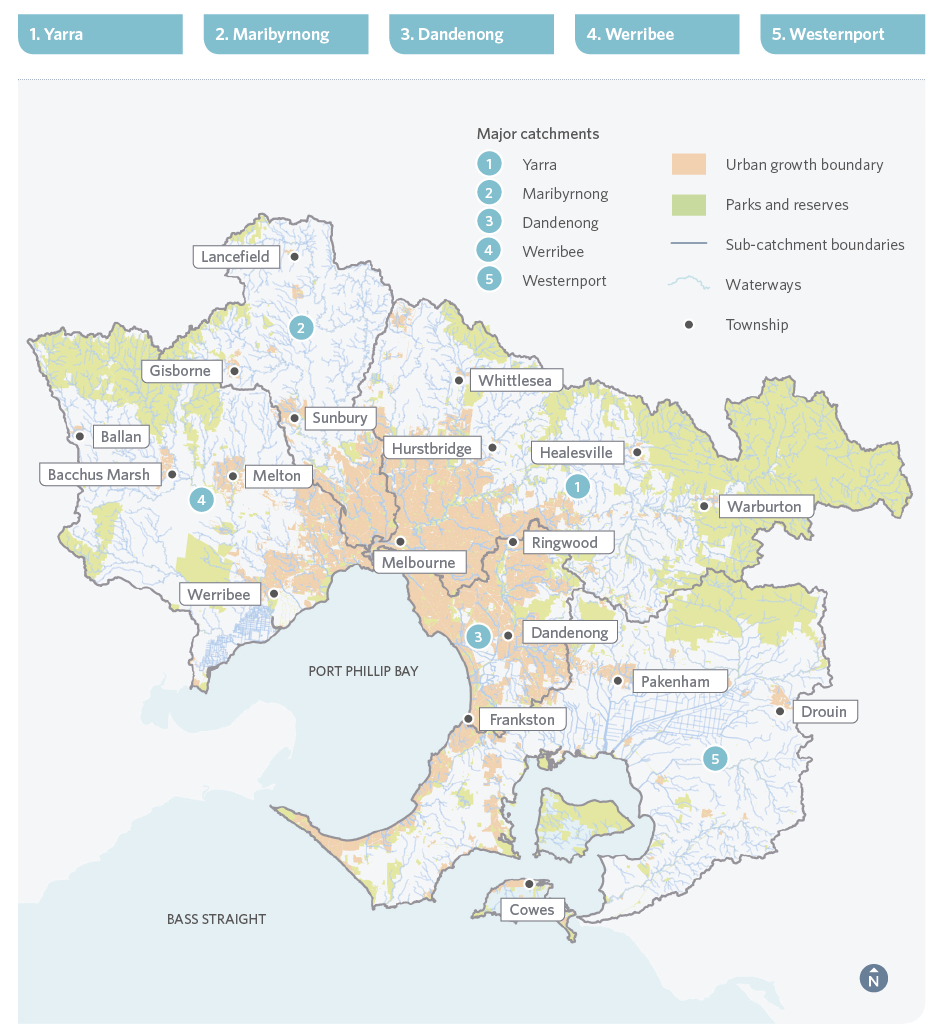 1. Yarra
2. Maribyrnong
3. Dandenong
4. Werribee
5. Westernport
Major catchments
1 Yarra
2 Maribyrnong
3 Dandenong
4 Werribee
5 Westernport
Urban growth boundary
Parks and reserves
Sub-catchment boundaries
Waterways
Township
Lancefield
2
Gisborne
Whittlesea
Sunbury
Ballan
Hurstbridge
Healesville
Bacchus Marsh
Melton
1
4
Warburton
Ringwood
Melbourne
Werribee
3
Dandenong
PORT PHILLIP BAY
Pakenham
Drouin
Frankston
5
Cowes
BASS STRAIGHT
N